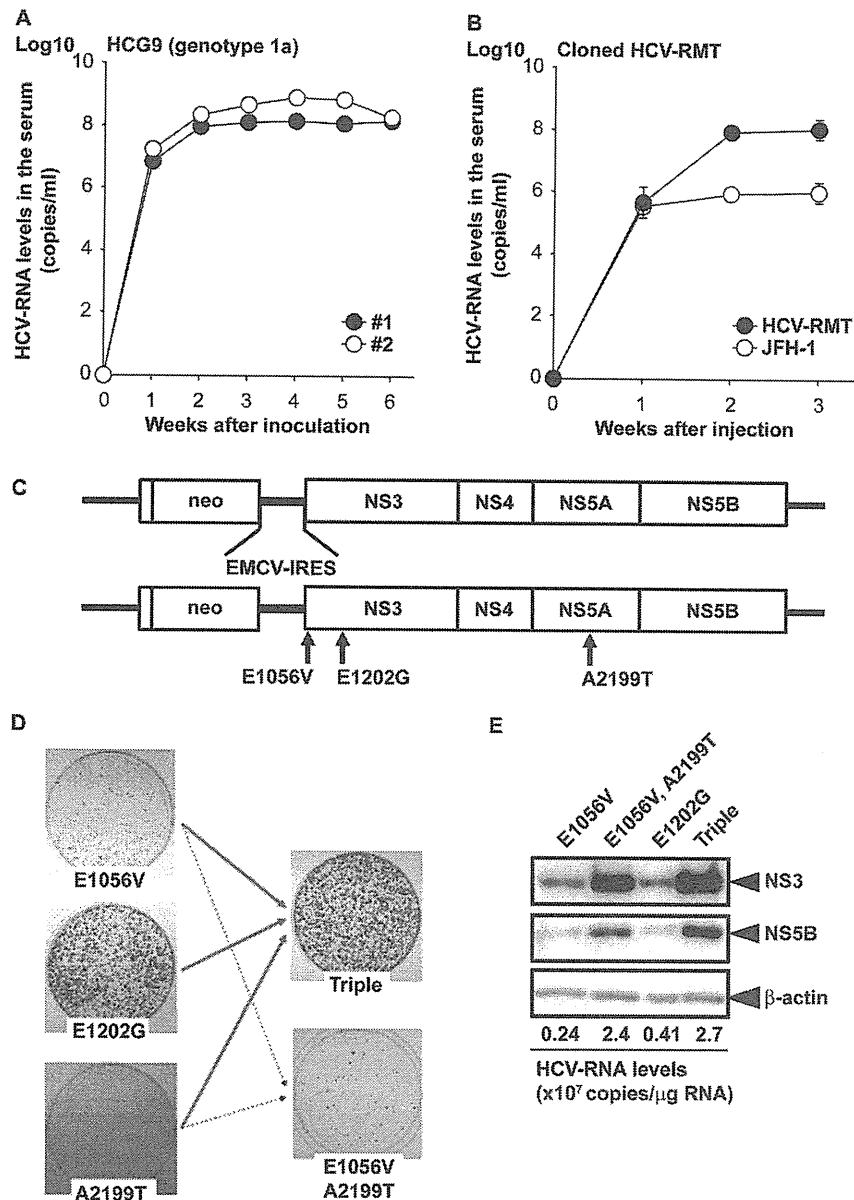 A
Log10 HCG9 (genotype 1a)
HCV-RNA levels in the serum
(copies/ml)
10
8
6
4
2
0
#1
#2
0 1 2 3 4 5 6
Weeks after inoculation
B
Log10 Cloned HCV-RMT
HCV-RNA levels in the serum
(copies/ml)
10
8
6
4
2
0
HCV-RMT
JFH-1
0 1 2 3
Weeks after injection
C
neo NS3 NS4 NS5A NS5B
EMCV-IRES
neo NS3 NS4 NS5A NS5B
E1056V E1202G A2199T
D
E1056V
E1202G
A2199T
Triple
E1056V
A2199T
E
E1056V
E1056V, A2199T
E1202G
Triple
NS3
NS5B
β-actin
0.24 2.4 0.41 2.7
HCV-RNA levels
(x10⁷ copies/μg RNA)